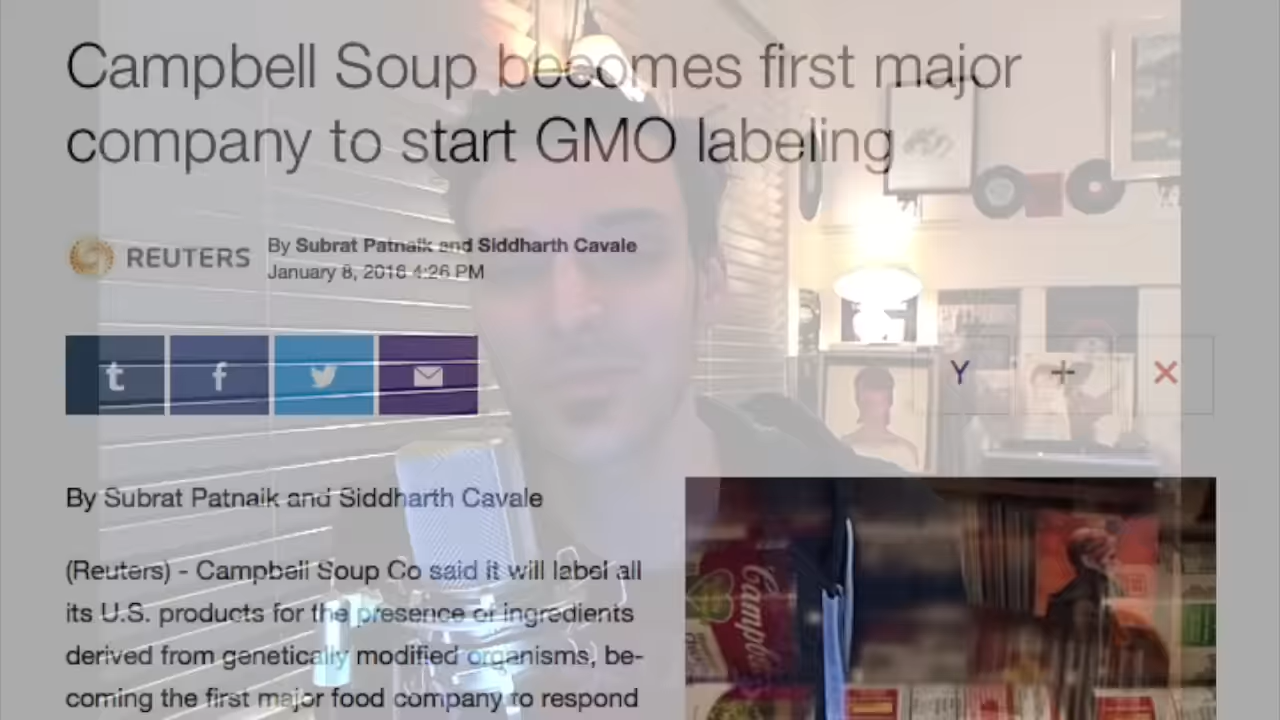 Campbell Soup becomes first major
company to start GMO labeling
REUTERS
By Subrat Patnaik and Siddharth Cavale
January 8, 2016 4:26 PM
By Subrat Patnaik and Siddharth Cavale
(Reuters) - Campbell Soup Co said it will label all
its U.S. products for the presence of ingredients
derived from genetically modified organisms, be-
coming the first major food company to respond